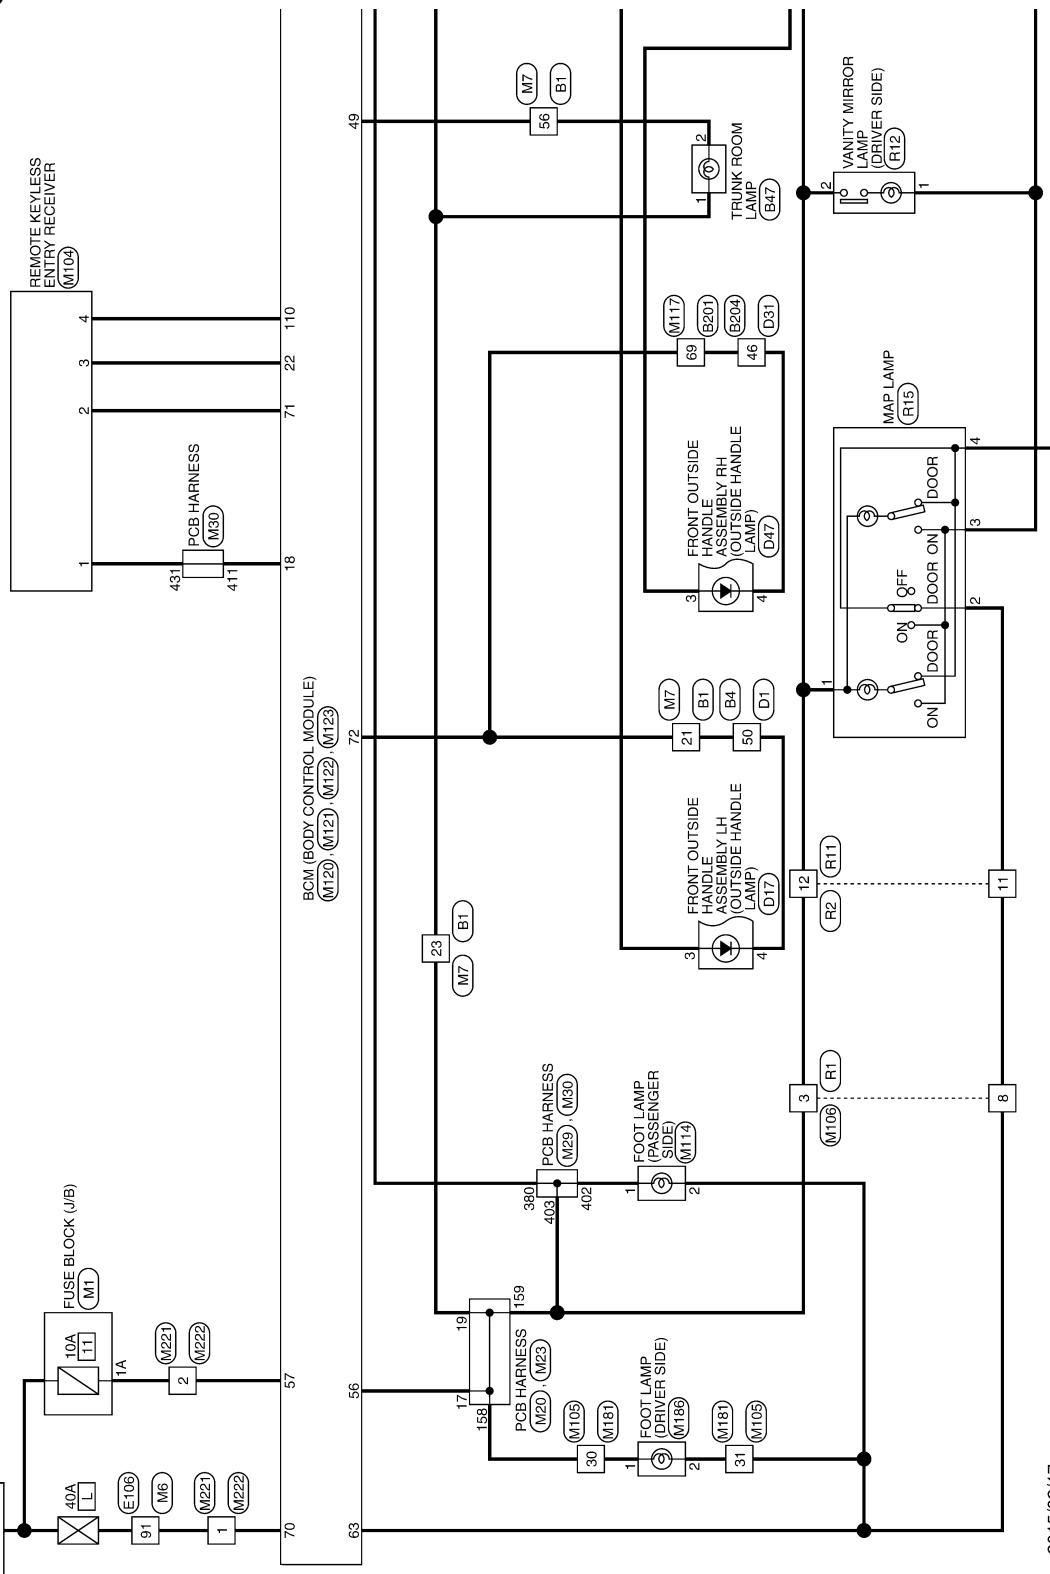 REMOTE KEYLESS
ENTRY RECEIVER
M104
4
3
2
1
110
22
71
18
431
411
PCB HARNESS
M30
BCM (BODY CONTROL MODULE)
M120 , M121 , M122 , M123
49
72
56
63
57
70
FUSE BLOCK (J/B)
M1
10A
11
1A
2
M221
M222
40A
L
91
E106
M6
1
M221
M222
56
M7
B1
TRUNK ROOM
LAMP
B47
1
2
23
M7
B1
69
M117
B201
46
B204
D31
FRONT OUTSIDE
HANDLE
ASSEMBLY RH
(OUTSIDE HANDLE
LAMP)
D47
3
4
21
M7
B1
50
B4
D1
FRONT OUTSIDE
HANDLE
ASSEMBLY LH
(OUTSIDE HANDLE
LAMP)
D17
3
4
VANITY MIRROR
LAMP
(DRIVER SIDE)
R12
2
1
MAP LAMP
R15
1
2
3
4
ON
DOOR
ON
OFF
DOOR
ON
DOOR
12
R2
R11
11
3
M106
R1
8
PCB HARNESS
M29 , M30
380
403
402
FOOT LAMP
(PASSENGER
SIDE)
M114
1
2
PCB HARNESS
M20 , M23
19
159
17
158
30
M105
M181
FOOT LAMP
(DRIVER SIDE)
M186
1
2
31
M181
M105